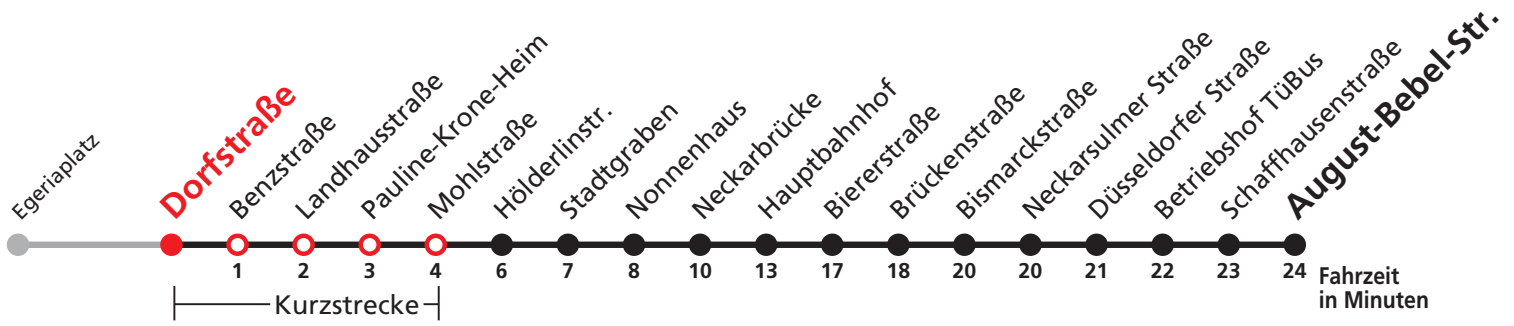 Egeriaplatz
Dorfstraße
Benzstraße
Landhausstraße
Pauline-Krone-Heim
Mohlstraße
Hölderlinstr.
Stadtgraben
Nonnenhaus
Neckarbrücke
Hauptbahnhof
Biererstraße
Brückenstraße
Bismarckstraße
Neckarsulmer Straße
Düsseldorfer Straße
Betriebshof TüBus
Schaffhausenstraße
August-Bebel-Str.
1 2 3 4 6 7 8 10 13 17 18 20 20 21 22 23 24
Fahrzeit
in Minuten
Kurzstrecke